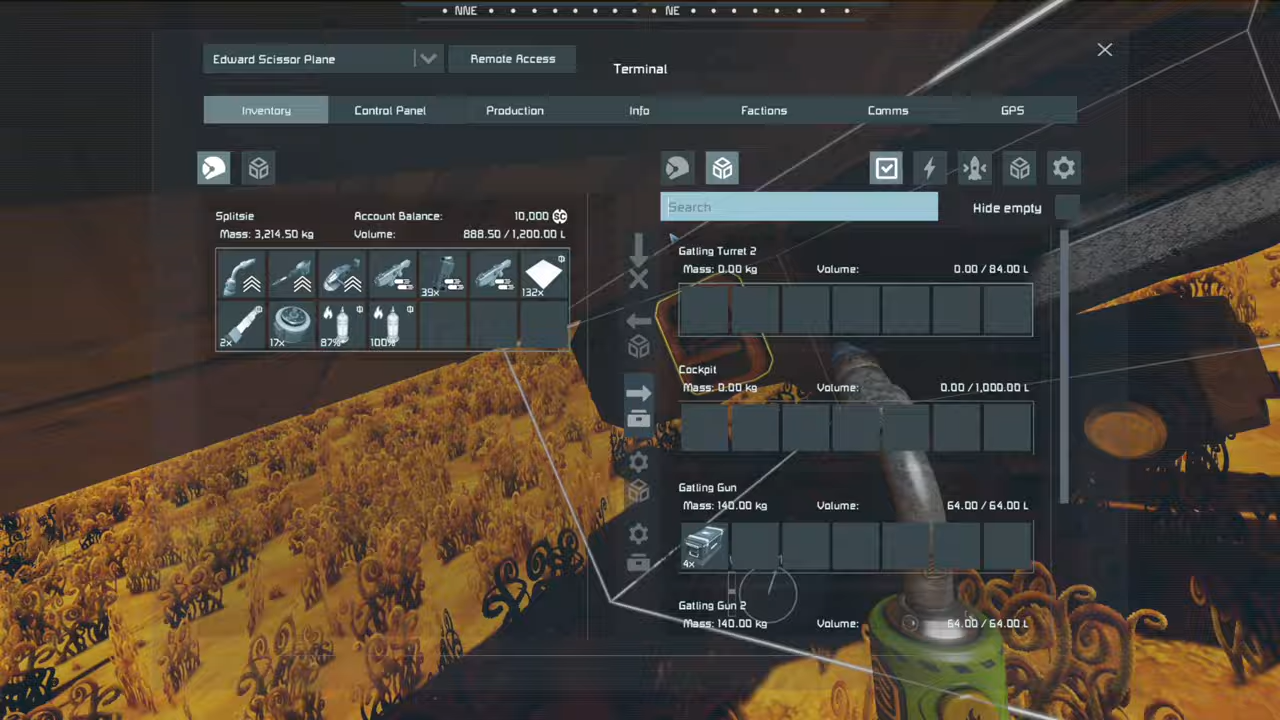 NNE NE
Edward Scissor Plane Remote Access
Terminal
Inventory Control Panel Production Info Factions Comms GPS
Search Hide empty
Splitsie Account Balance: 10,000 SC
Mass: 3,214.50 kg Volume: 888.50 / 1,200.00 L
39x 132x
2x 17x 87% 100%
Gatling Turret 2
Mass: 0.00 kg Volume: 0.00 / 84.00 L
Cockpit
Mass: 0.00 kg Volume: 0.00 / 1,000.00 L
Gatling Gun
Mass: 140.00 kg Volume: 64.00 / 64.00 L
4x
Gatling Gun 2
Mass: 140.00 kg Volume: 64.00 / 64.00 L